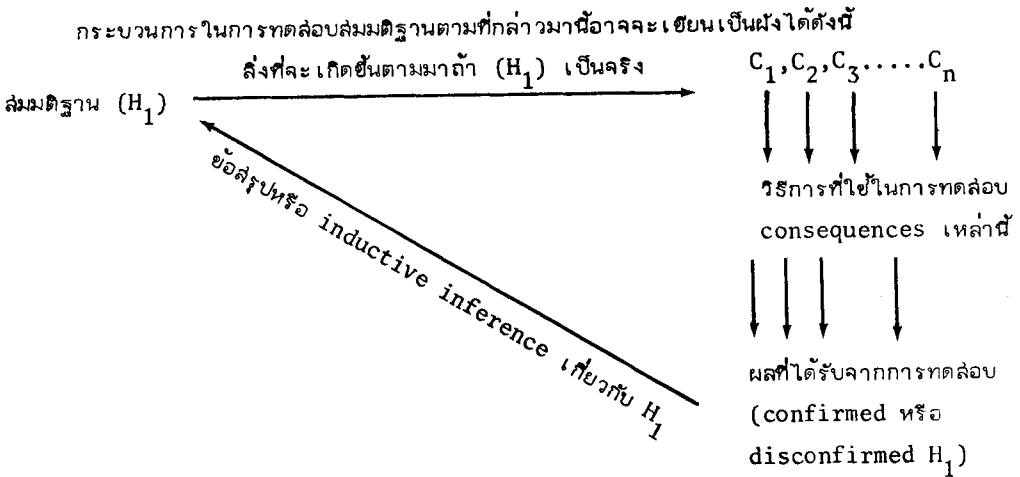 กระบวนการในการทดสอบสมมติฐานตามที่กล่าวมานี้อาจจะเขียนเป็นผังได้ดังนี้
สิ่งที่จะเกิดขึ้นตามมาถ้า (H₁) เป็นจริง
C₁,C₂,C₃.....Cₙ
สมมติฐาน (H₁)
วิธีการที่ใช้ในการทดสอบ
consequences เหล่านี้
ข้อสรุปหรือ inductive inference เกี่ยวกับ H₁
ผลที่ได้รับจากการทดสอบ
(confirmed หรือ
disconfirmed H₁)